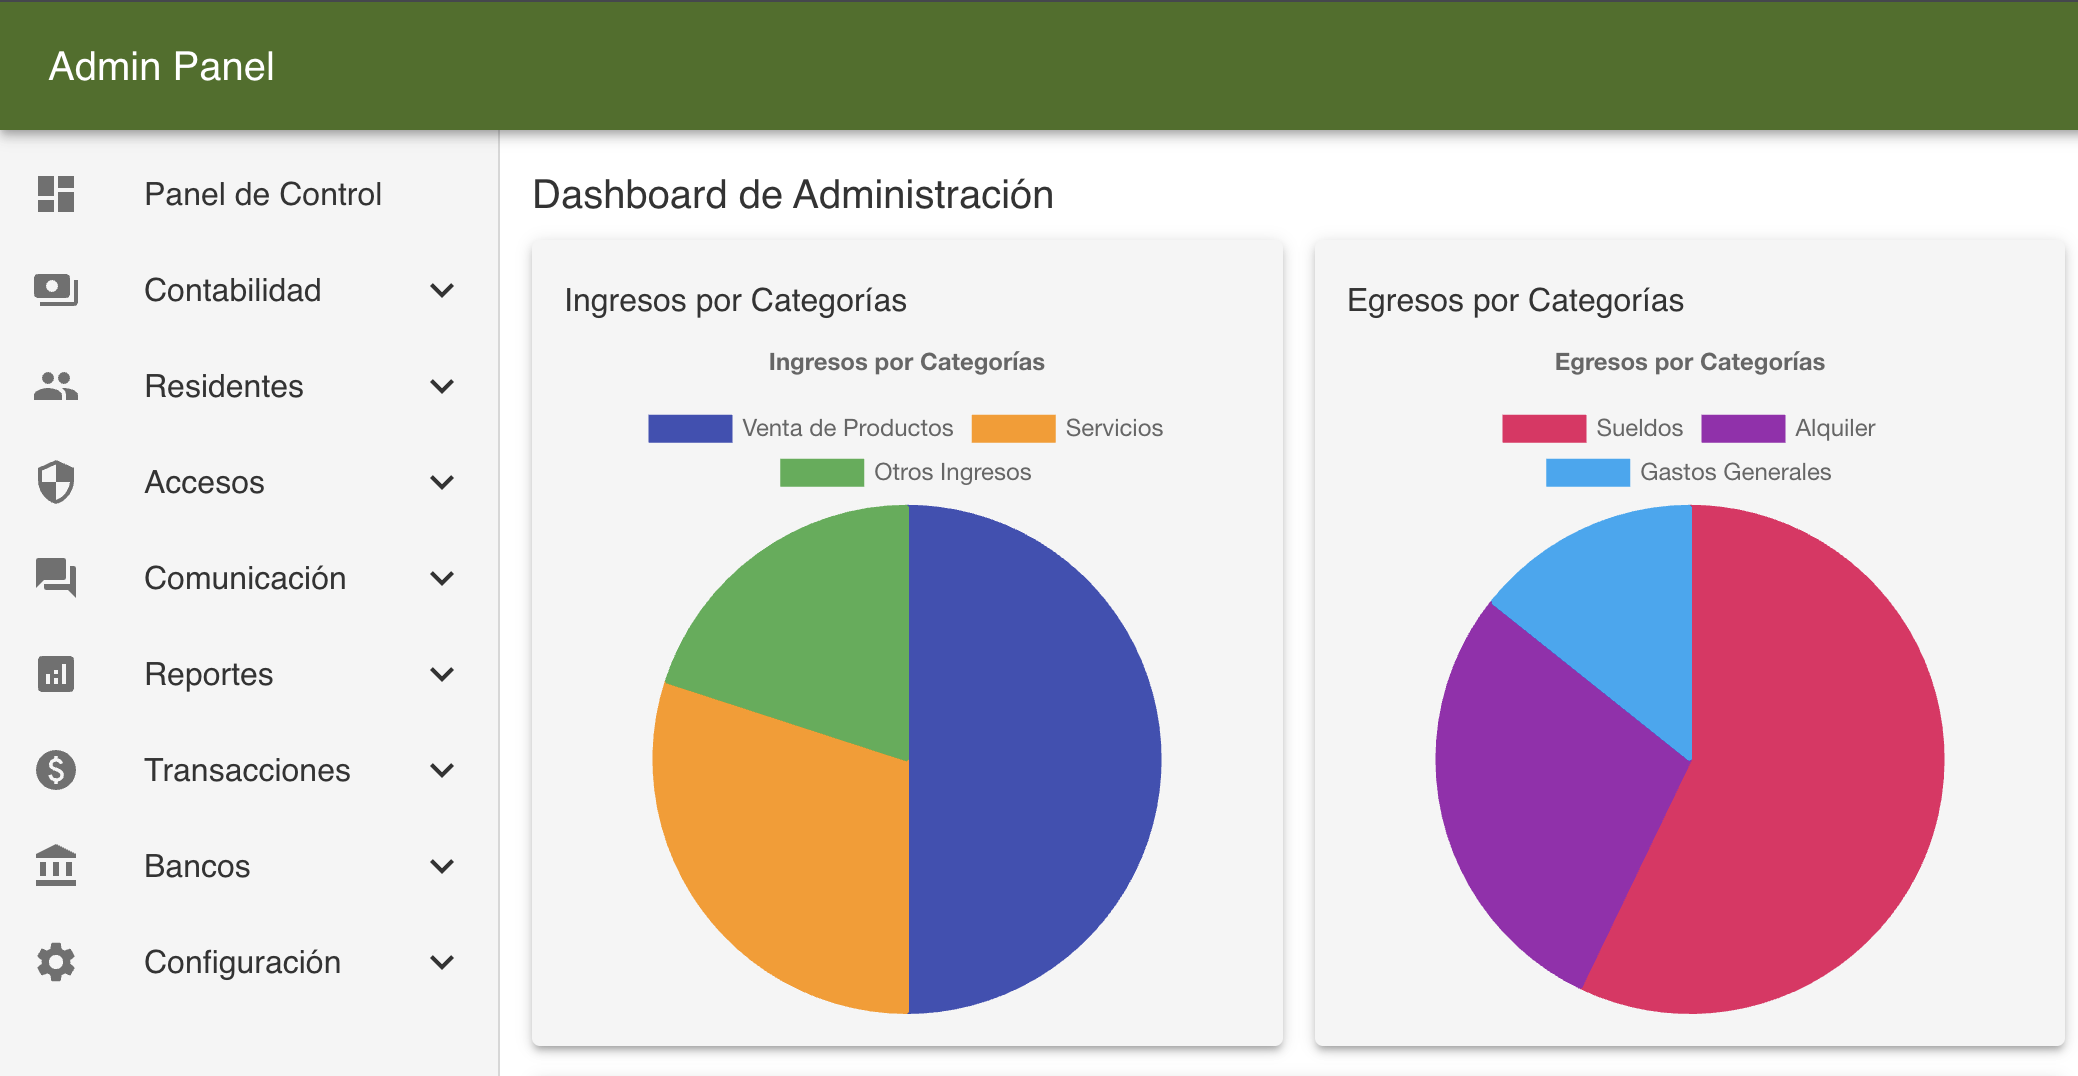 Admin Panel
Panel de Control
Contabilidad
Residentes
Accesos
Comunicación
Reportes
Transacciones
Bancos
Configuración
Dashboard de Administración
Ingresos por Categorías
Ingresos por Categorías
Venta de Productos Servicios
Otros Ingresos
Egresos por Categorías
Egresos por Categorías
Sueldos Alquiler
Gastos Generales